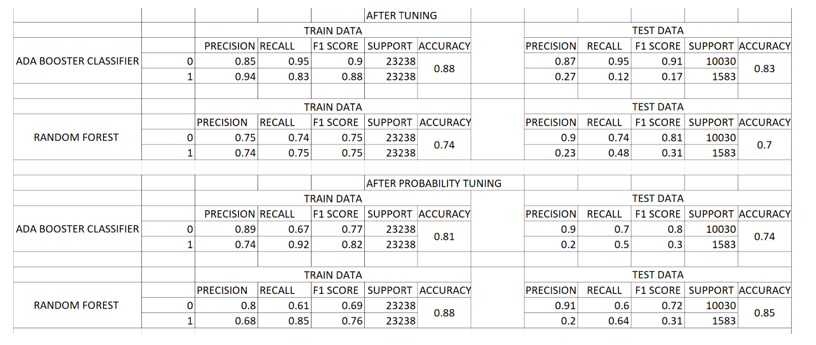 AFTER TUNING
TRAIN DATA TEST DATA
PRECISION RECALL F1 SCORE SUPPORT ACCURACY PRECISION RECALL F1 SCORE SUPPORT ACCURACY
ADA BOOSTER CLASSIFIER 0 0.85 0.95 0.9 23238 0.88 0.87 0.95 0.91 10030 0.83
1 0.94 0.83 0.88 23238 0.27 0.12 0.17 1583
TRAIN DATA TEST DATA
PRECISION RECALL F1 SCORE SUPPORT ACCURACY PRECISION RECALL F1 SCORE SUPPORT ACCURACY
RANDOM FOREST 0 0.75 0.74 0.75 23238 0.74 0.9 0.74 0.81 10030 0.7
1 0.74 0.75 0.75 23238 0.23 0.48 0.31 1583
AFTER PROBABILITY TUNING
TRAIN DATA TEST DATA
PRECISION RECALL F1 SCORE SUPPORT ACCURACY PRECISION RECALL F1 SCORE SUPPORT ACCURACY
ADA BOOSTER CLASSIFIER 0 0.89 0.67 0.77 23238 0.81 0.9 0.7 0.8 10030 0.74
1 0.74 0.92 0.82 23238 0.2 0.5 0.3 1583
TRAIN DATA TEST DATA
PRECISION RECALL F1 SCORE SUPPORT ACCURACY PRECISION RECALL F1 SCORE SUPPORT ACCURACY
RANDOM FOREST 0 0.8 0.61 0.69 23238 0.88 0.91 0.6 0.72 10030 0.85
1 0.68 0.85 0.76 23238 0.2 0.64 0.31 1583